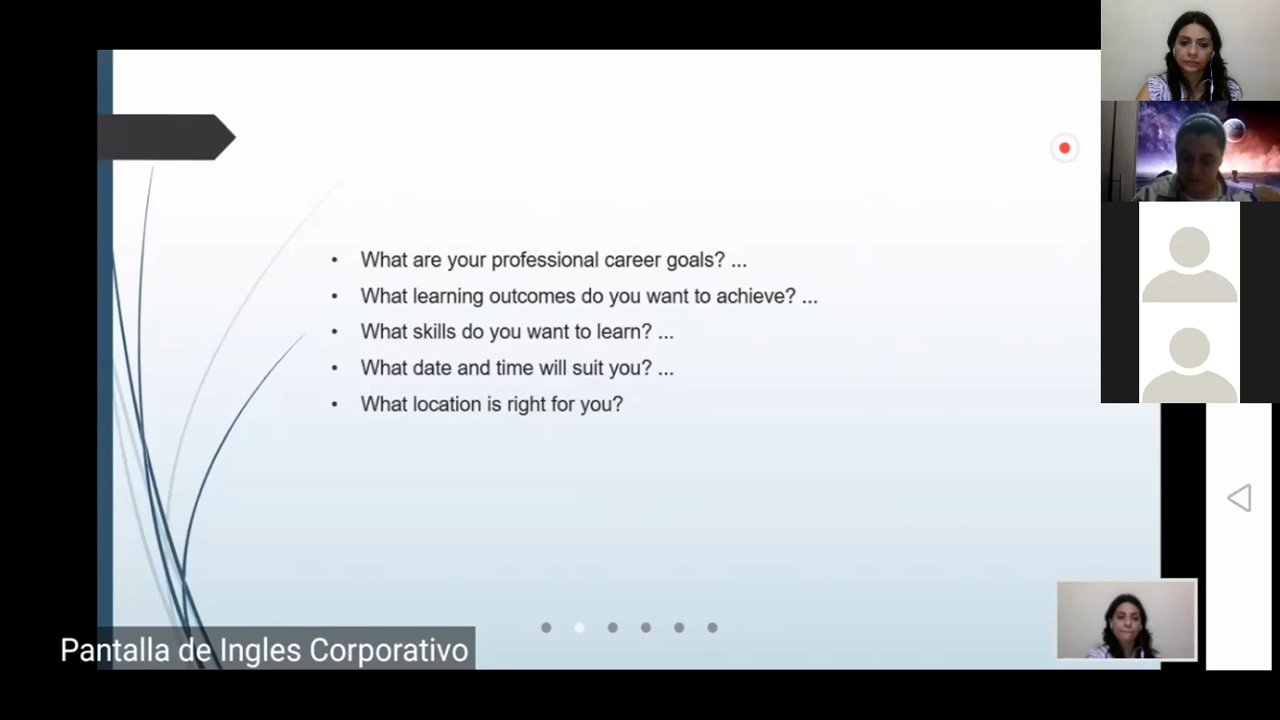 • What are your professional career goals? ...
• What learning outcomes do you want to achieve? ...
• What skills do you want to learn? ...
• What date and time will suit you? ...
• What location is right for you?
Pantalla de Ingles Corporativo